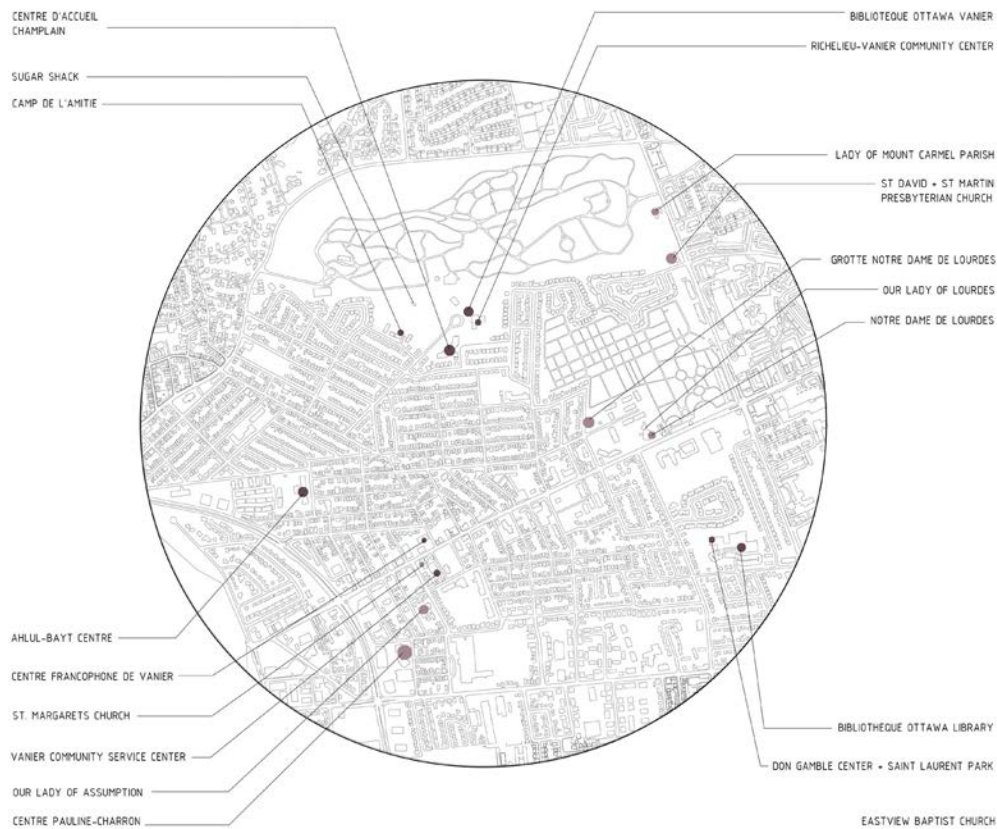 CENTRE D'ACCUEIL
CHAMPLAIN
SUGAR SHACK
CAMP DE L'AMITIE
BIBLIOTEQUE OTTAWA VANIER
RICHELIEU-VANIER COMMUNITY CENTER
LADY OF MOUNT CARMEL PARISH
ST DAVID + ST MARTIN
PRESBYTERIAN CHURCH
GROTTE NOTRE DAME DE LOURDES
OUR LADY OF LOURDES
NOTRE DAME DE LOURDES
AHLUL-BAYT CENTRE
CENTRE FRANCOPHONE DE VANIER
ST. MARGARETS CHURCH
VANIER COMMUNITY SERVICE CENTER
OUR LADY OF ASSUMPTION
CENTRE PAULINE-CHARRON
BIBLIOTHEQUE OTTAWA LIBRARY
DON GAMBLE CENTER + SAINT LAURENT PARK
EASTVIEW BAPTIST CHURCH